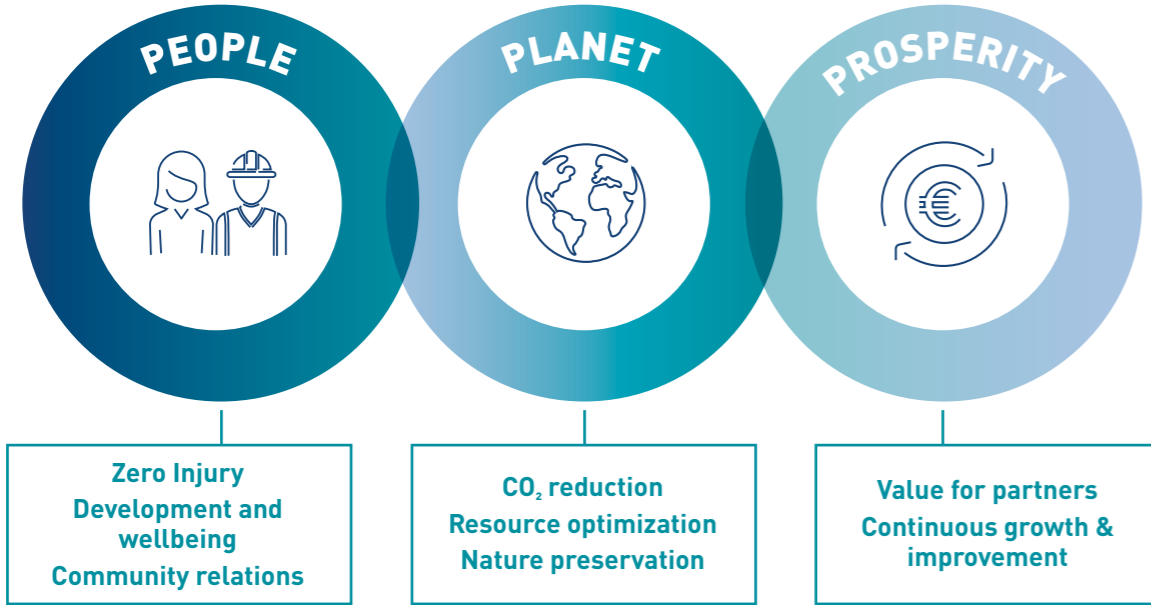 PEOPLE
PLANET
PROSPERITY
€
Zero Injury
Development and
wellbeing
Community relations
CO₂ reduction
Resource optimization
Nature preservation
Value for partners
Continuous growth &
improvement